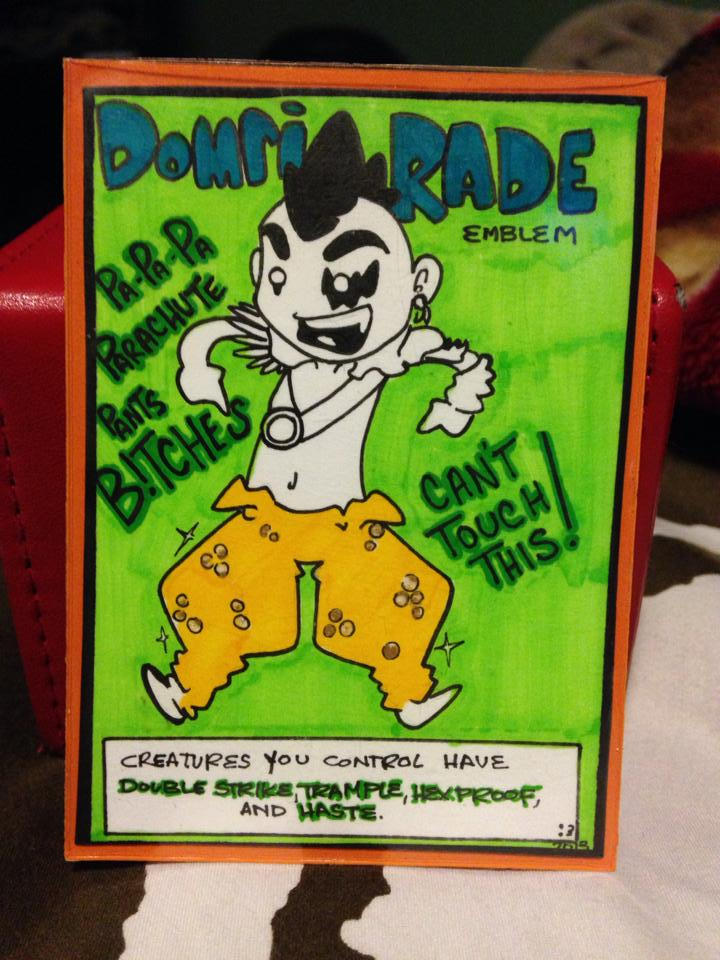 Domri RADE
EMBLEM
PA-PA-PA
PARACHUTE
PANTS
B!TCHES
CAN'T
TOUCH
THIS!
CREATURES YOU CONTROL HAVE
DOUBLE STRIKE, TRAMPLE, HEXPROOF,
AND HASTE.
:3